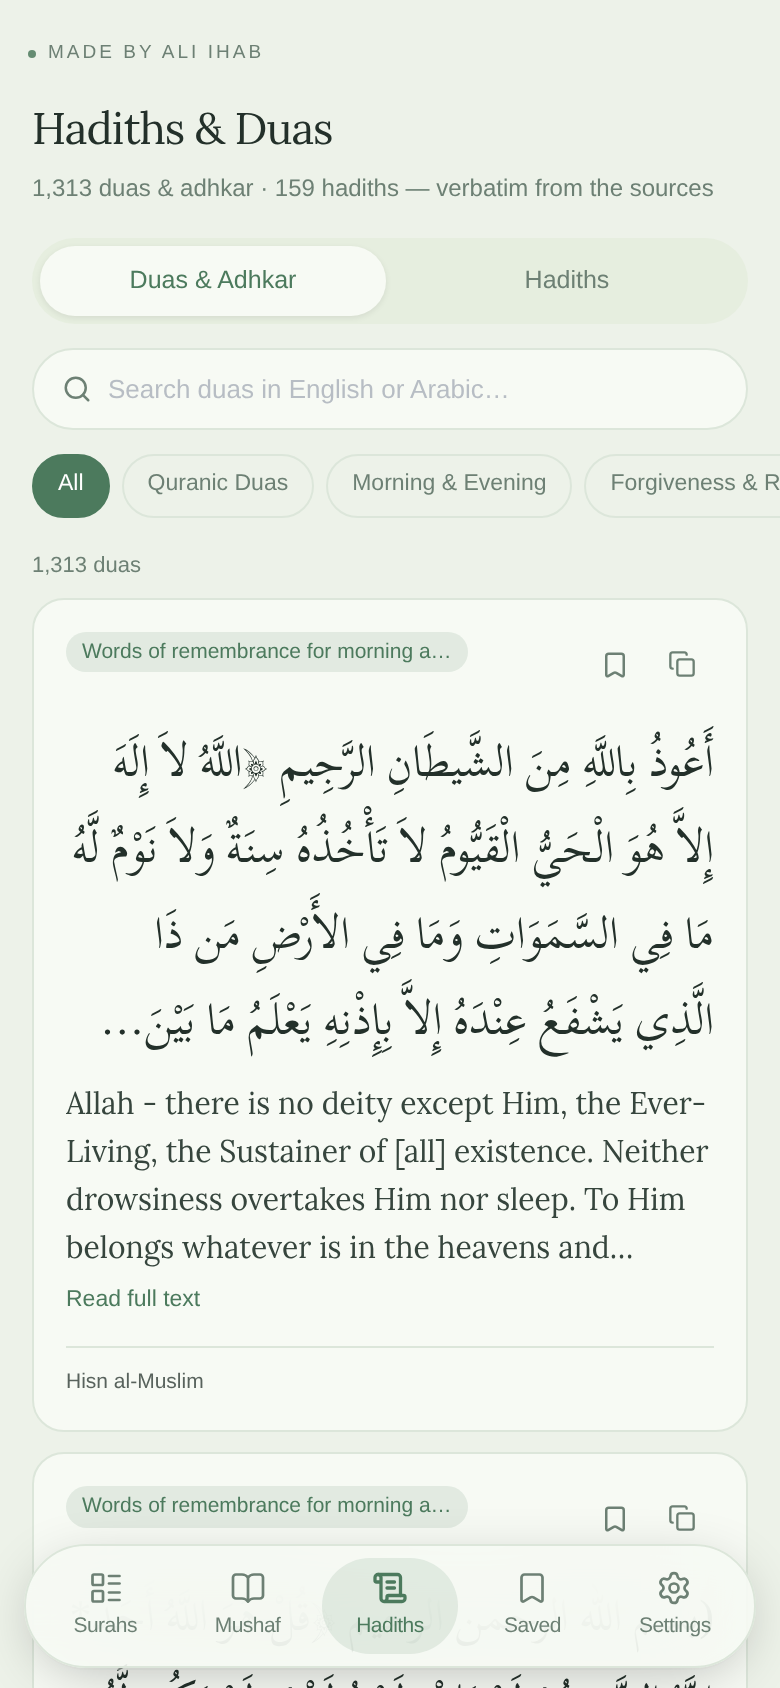 MADE BY ALI IHAB
Hadiths & Duas
1,313 duas & adhkar · 159 hadiths — verbatim from the sources
Duas & Adhkar
Hadiths
Search duas in English or Arabic…
All
Quranic Duas
Morning & Evening
Forgiveness & R
1,313 duas
Words of remembrance for morning a…
أَعُوذُ بِاللَّهِ مِنَ الشَّيطَانِ الرَّجِيمِ ﴿اللَّهُ لاَ إِلَهَ
إِلاَّ هُوَ الْحَيُّ الْقَيُّومُ لاَ تَأْخُذُهُ سِنَةٌ وَلاَ نَوْمٌ لَّهُ
مَا فِي السَّمَوَاتِ وَمَا فِي الأَرْضِ مَن ذَا
الَّذِي يَشْفَعُ عِنْدَهُ إِلاَّ بِإِذْنِهِ يَعْلَمُ مَا بَيْنَ…
Allah - there is no deity except Him, the Ever-
Living, the Sustainer of [all] existence. Neither
drowsiness overtakes Him nor sleep. To Him
belongs whatever is in the heavens and…
Read full text
Hisn al-Muslim
Words of remembrance for morning a…
Surahs
Mushaf
Hadiths
Saved
Settings